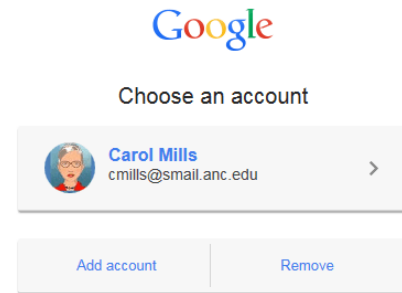 Google
Choose an account
Carol Mills
cmills@smail.anc.edu
Add account Remove